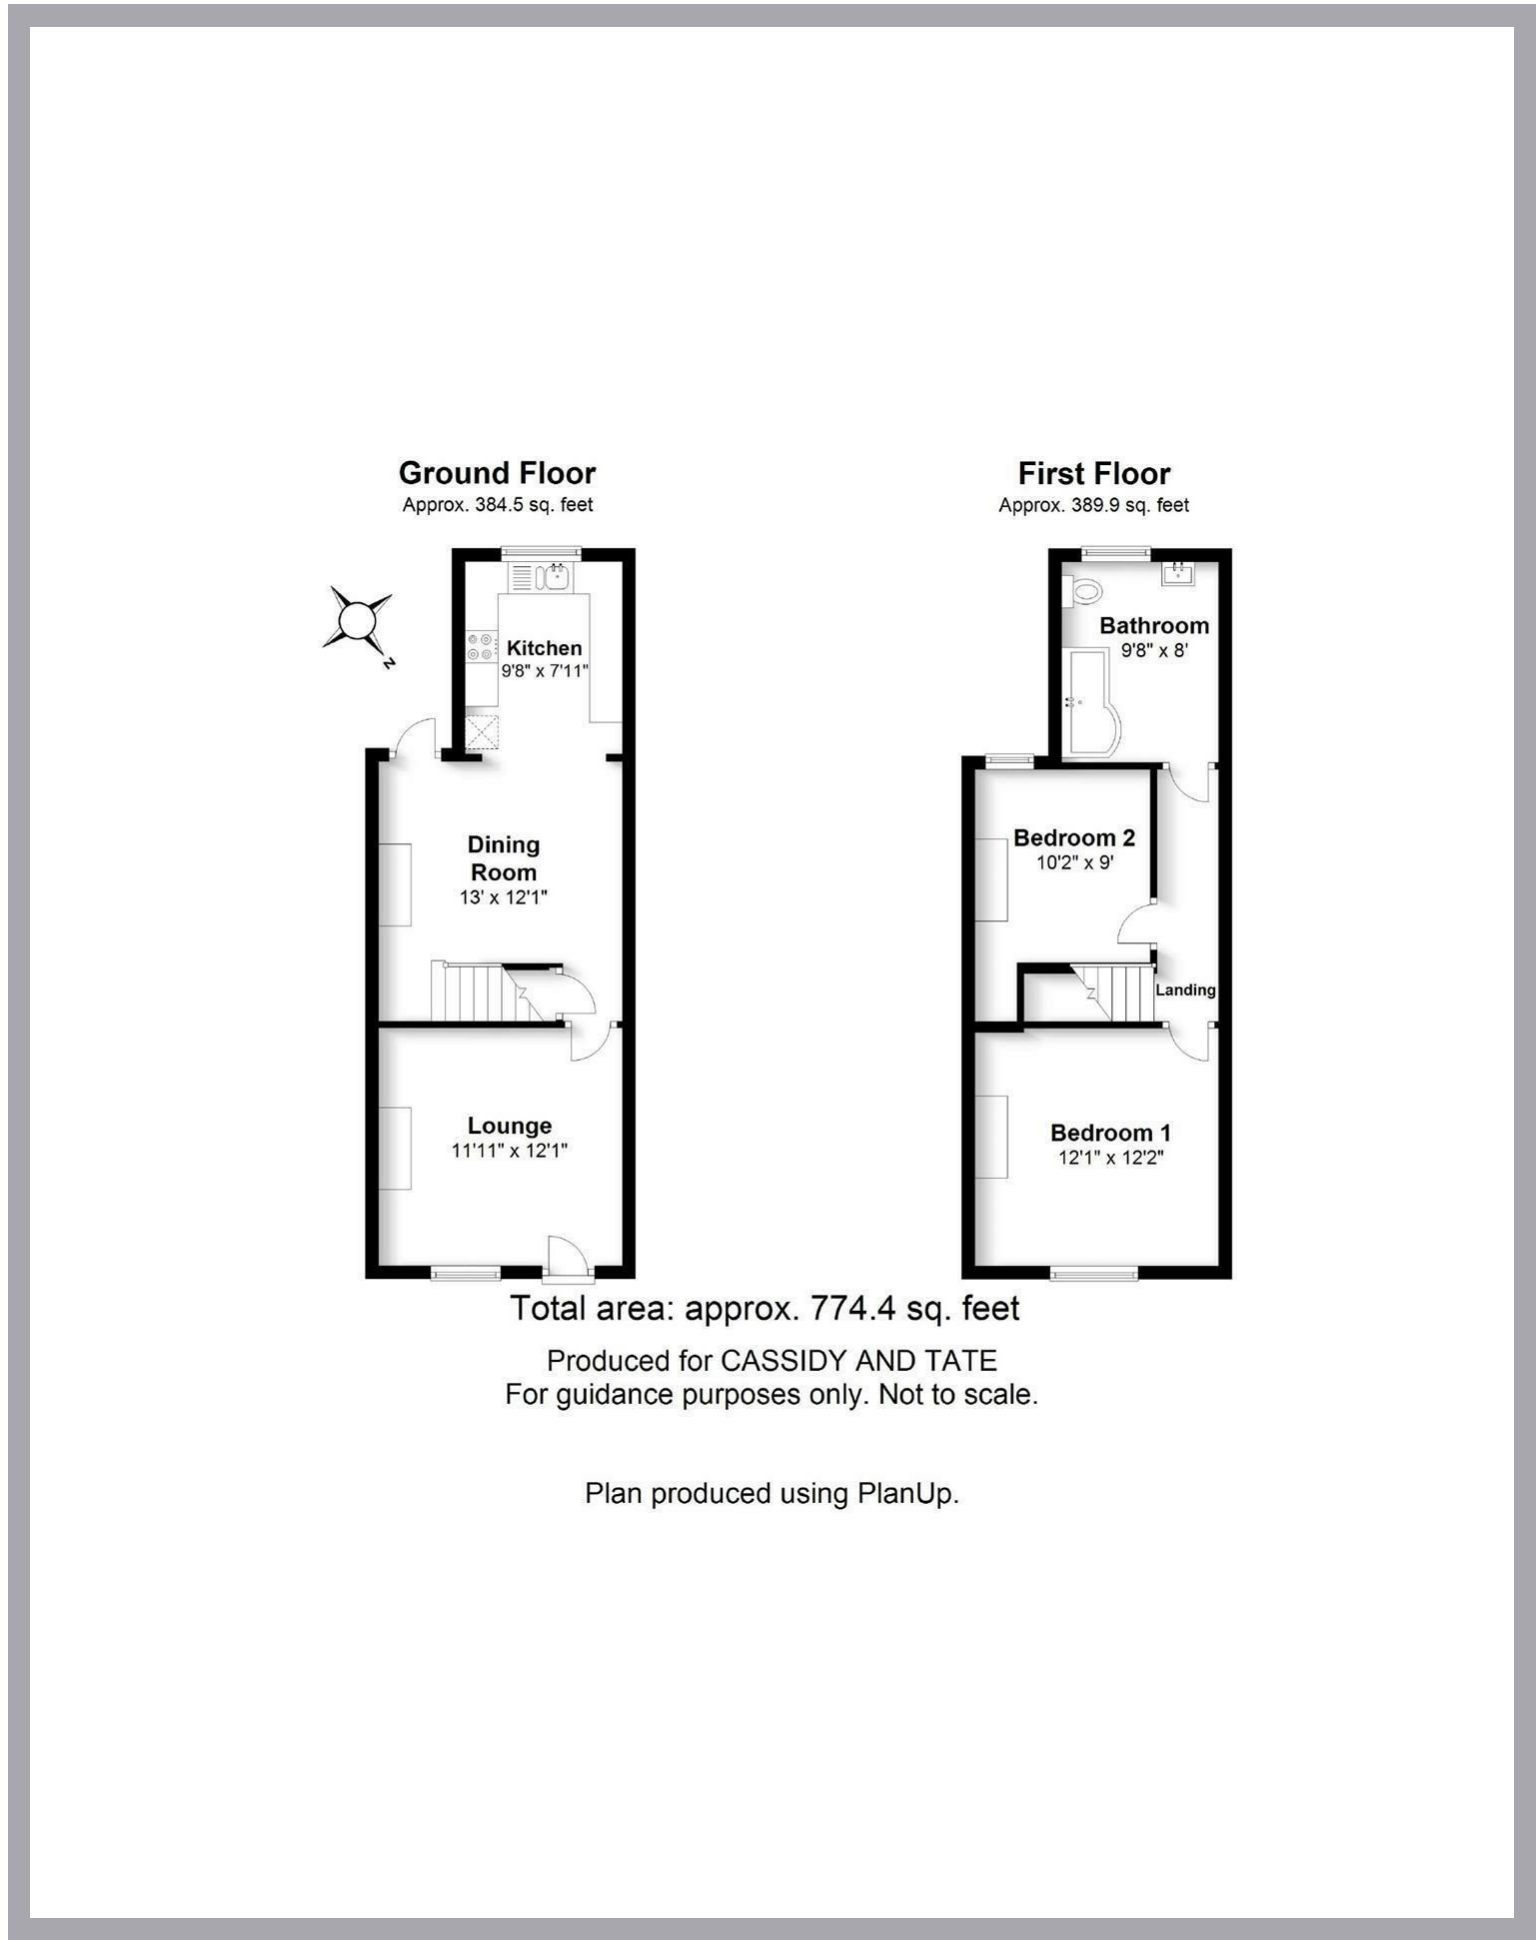 Ground Floor
Approx. 384.5 sq. feet
First Floor
Approx. 389.9 sq. feet
N
Kitchen
9'8" x 7'11"
Bathroom
9'8" x 8'
Dining
Room
13' x 12'1"
Bedroom 2
10'2" x 9'
Landing
Lounge
11'11" x 12'1"
Bedroom 1
12'1" x 12'2"
Total area: approx. 774.4 sq. feet
Produced for CASSIDY AND TATE
For guidance purposes only. Not to scale.
Plan produced using PlanUp.